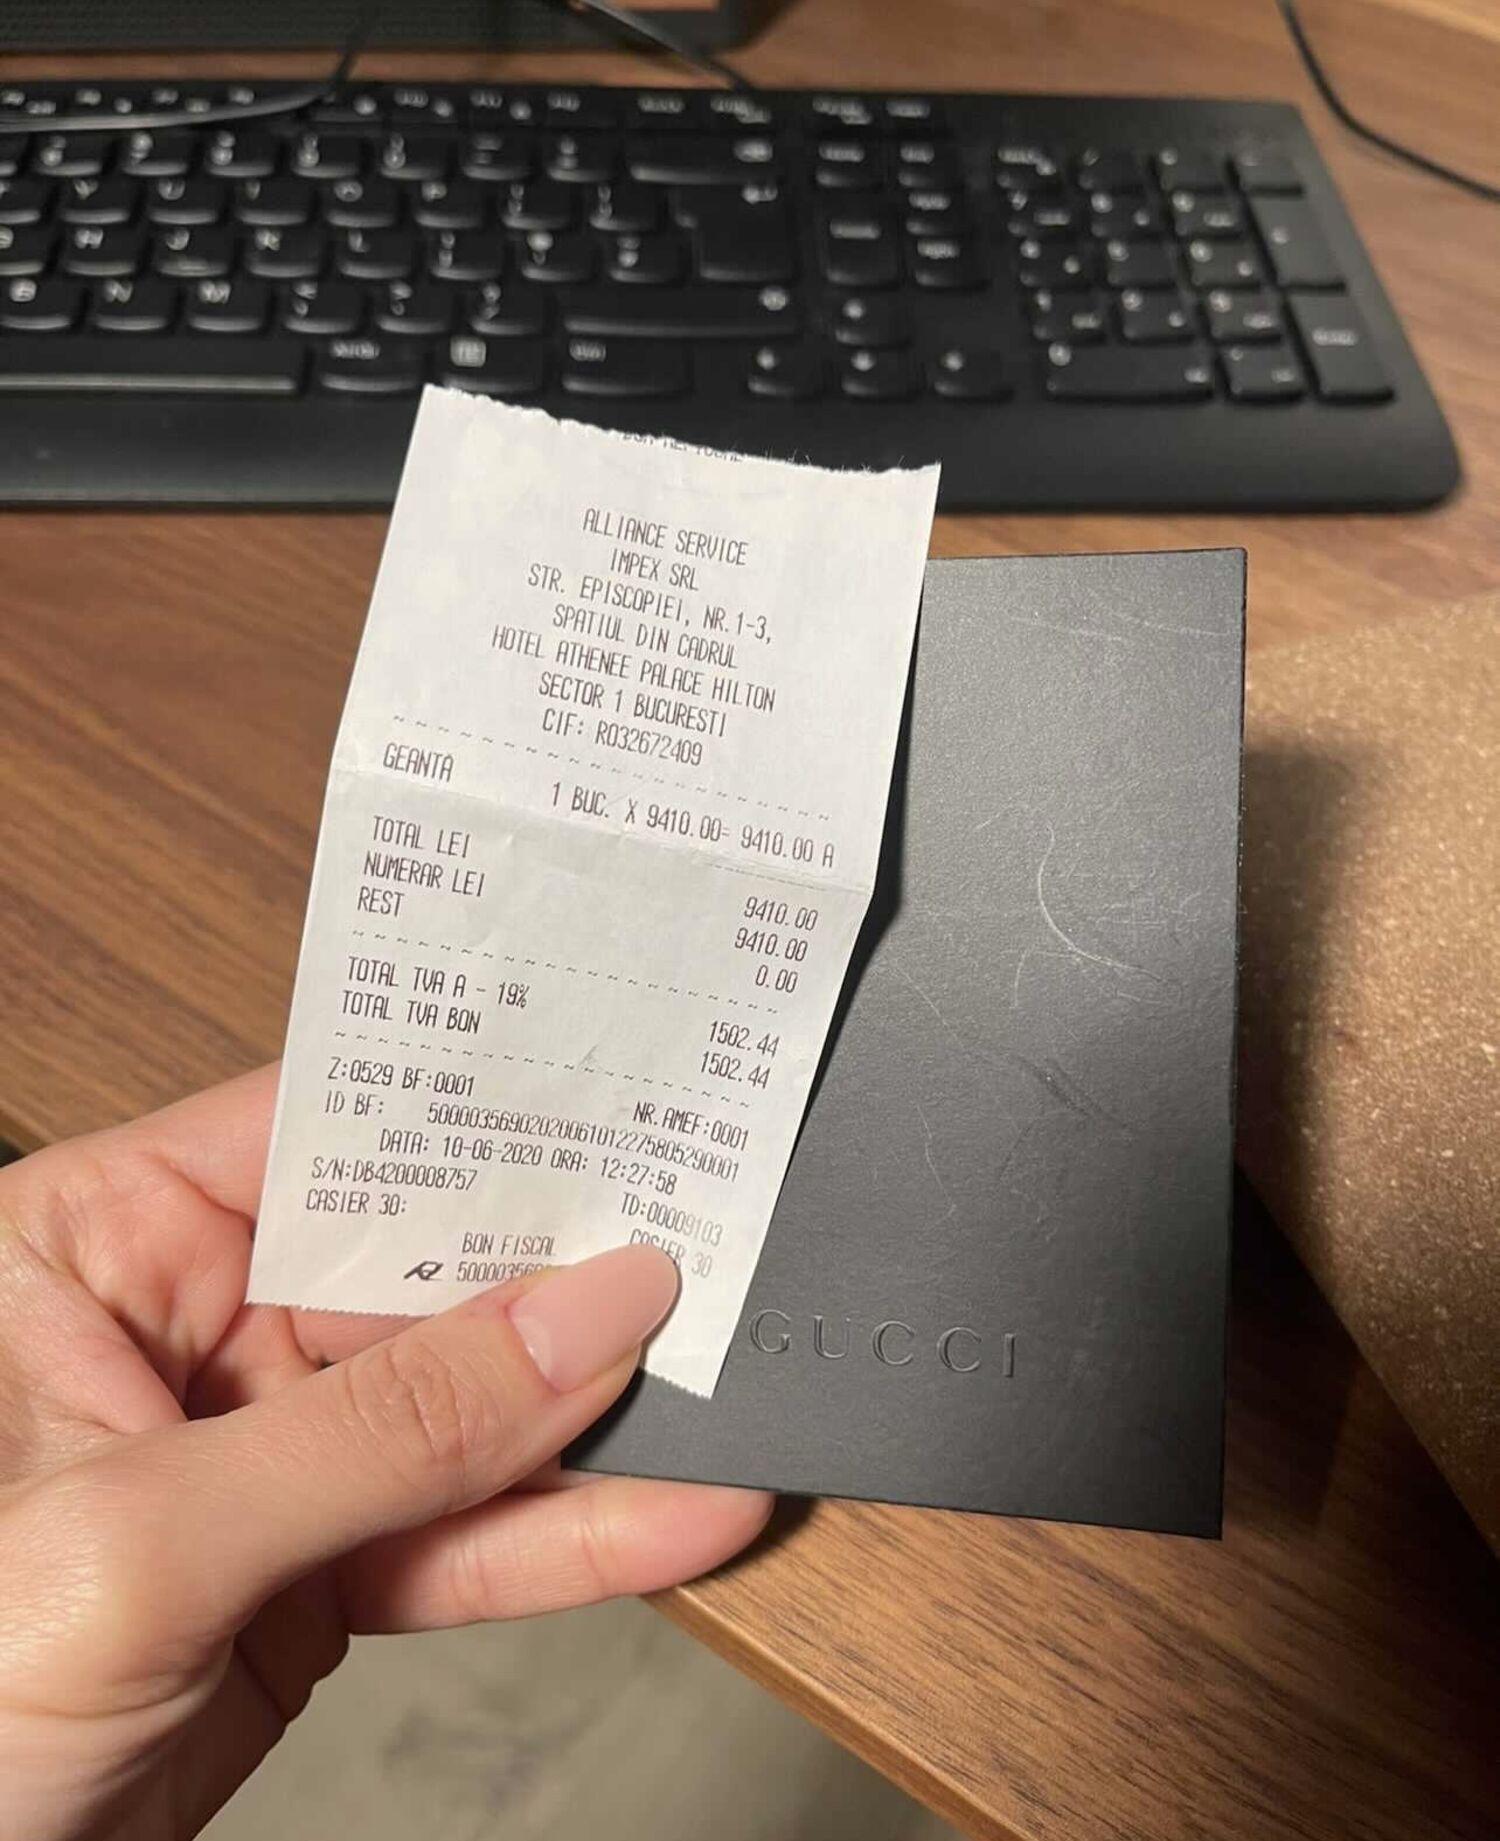 ALLIANCE SERVICE
IMPEX SRL
STR. EPISCOPIEI, NR.1-3,
SPATIUL DIN CADRUL
HOTEL ATHENEE PALACE HILTON
SECTOR 1 BUCURESTI
CIF: RO32672409
GEANTA
1 BUC. X 9410.00= 9410.00 A
TOTAL LEI 9410.00
NUMERAR LEI 9410.00
REST 0.00
TOTAL TVA A - 19% 1502.44
TOTAL TVA BON 1502.44
Z:0529 BF:0001 NR.AMEF:0001
ID BF: 50000356902020061012275805290001
DATA: 10-06-2020 ORA: 12:27:58
S/N:DB4200008757 TD:00009103
CASIER 30: CASIER 30
BON FISCAL
GUCCI